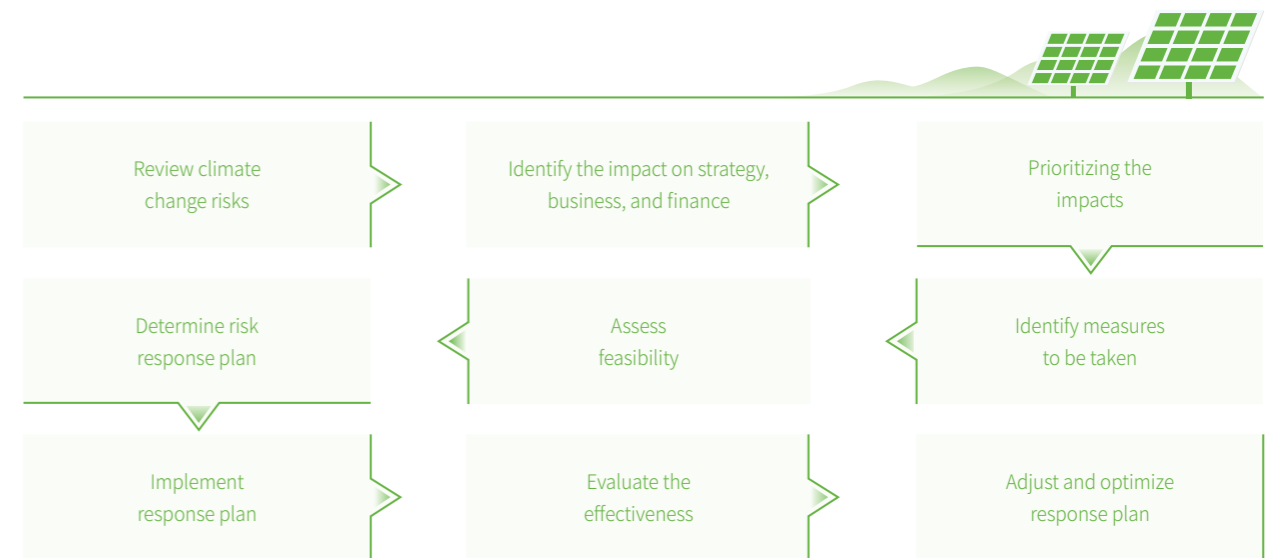 Review climate
change risks
Identify the impact on strategy,
business, and finance
Prioritizing the
impacts
Determine risk
response plan
Assess
feasibility
Identify measures
to be taken
Implement
response plan
Evaluate the
effectiveness
Adjust and optimize
response plan